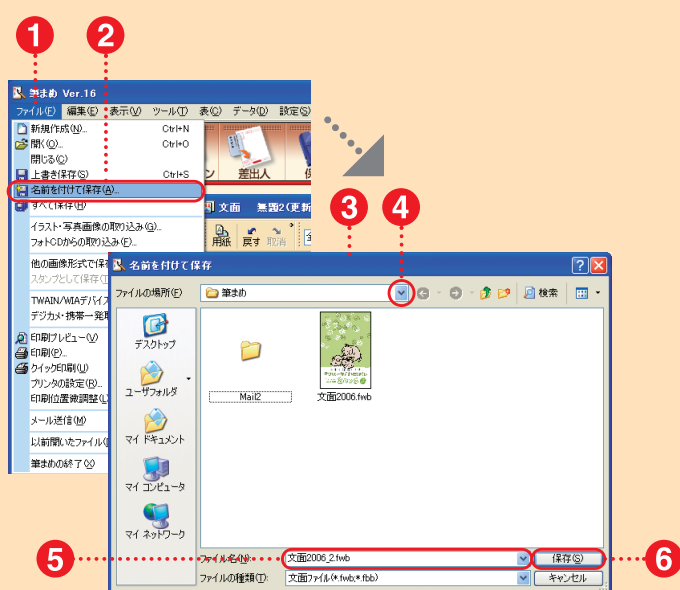 1
2
筆まめ Ver.16
ファイル(F) 編集(E) 表示(V) ツール(T) 表(C) データ(D) 設定(S)
新規作成(N)... Ctrl+N
開く(O)... Ctrl+O
閉じる(C)
上書き保存(S) Ctrl+S
名前を付けて保存(A)...
すべて保存(H)
イラスト・写真画像の取り込み(G)...
フォトCDからの取り込み(F)...
他の画像形式で保
スタンプとして保存(
TWAIN/WIAデバイス
デジカメ・携帯一発
印刷プレビュー(V)
印刷(P)...
クイック印刷(U)
プリンタの設定(R)...
印刷位置微調整(
メール送信(M)
以前開いたファイル(
筆まめの終了(X)
差出人
文面 無題2(更新
用紙 戻す 取消
3
4
名前を付けて保存
ファイルの場所(F) 筆まめ 検索
デスクトップ
ユーザフォルダ
マイ ドキュメント
マイ コンピュータ
マイ ネットワーク
Mail2
文面2006.fwb
5
ファイル名(N): 文面2006_2.fwb 保存(S)
6
ファイルの種類(T): 文面ファイル(*.fwb;*.fbb) キャンセル